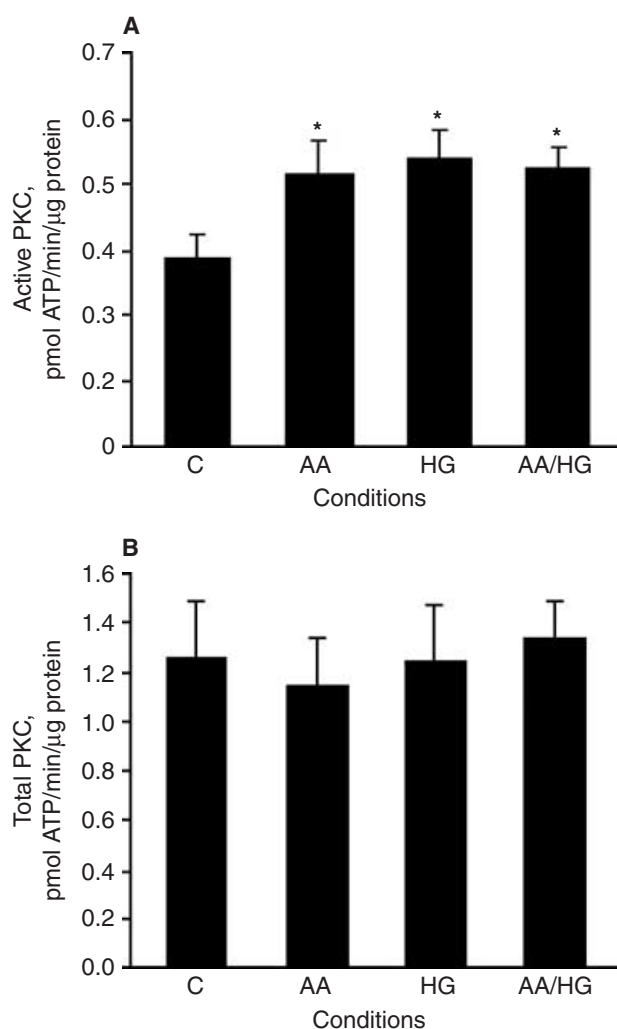 A
0.7
0.6
0.5
0.4
0.3
0.2
0
Active PKC,
pmol ATP/min/μg protein
*
*
*
C AA HG AA/HG
Conditions
B
1.6
1.4
1.2
1.0
0.8
0.6
0.4
0.2
0.0
Total PKC,
pmol ATP/min/μg protein
C AA HG AA/HG
Conditions